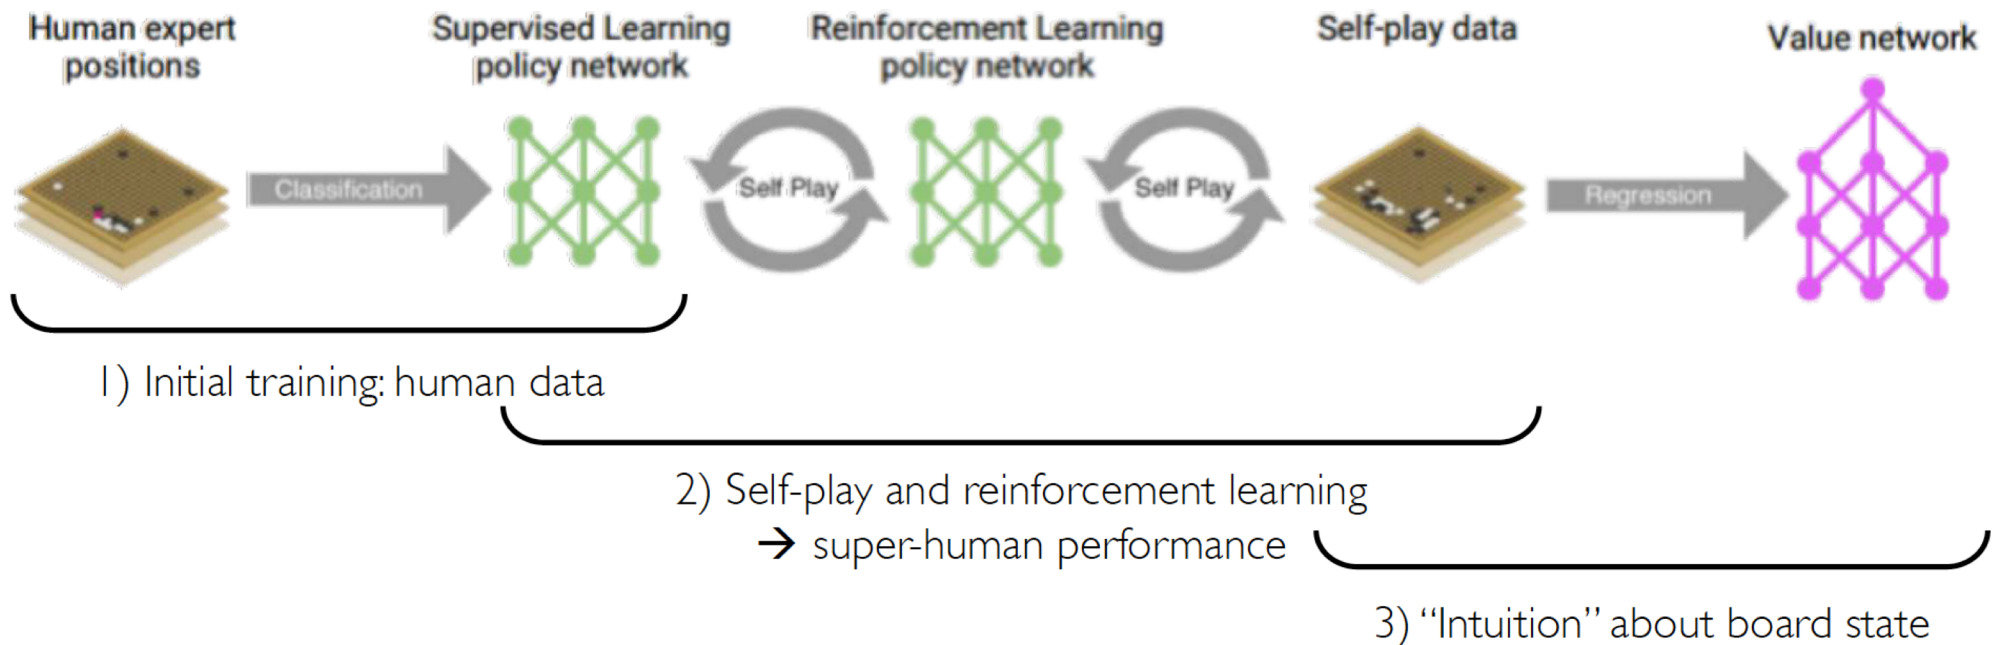 Human expert
positions
Supervised Learning
policy network
Reinforcement Learning
policy network
Self-play data
Value network
Classification
Self Play
Self Play
Regression
1) Initial training: human data
2) Self-play and reinforcement learning
→ super-human performance
3) “Intuition” about board state